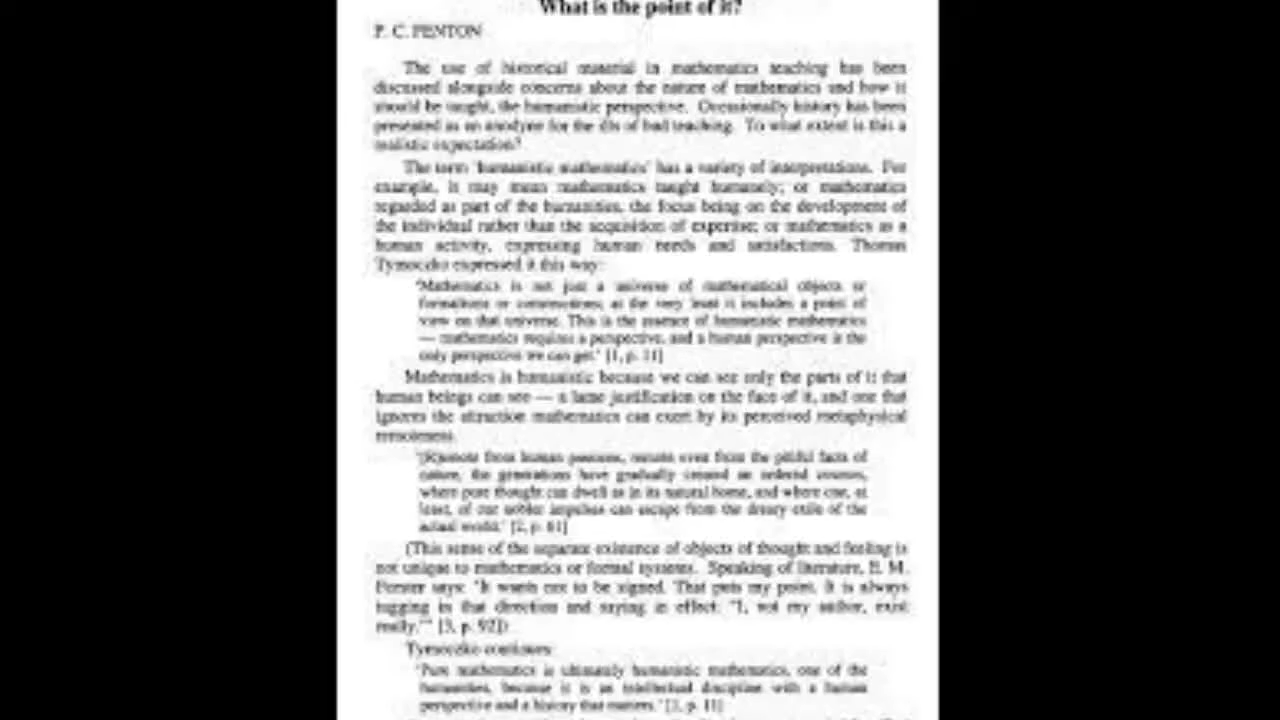 What is the point of it?
P. C. FENTON
The use of historical material in mathematics teaching has been
discussed alongside concerns about the nature of mathematics and how it
should be taught, the humanistic perspective. Occasionally history has been
presented as an anodyne for the ills of bad teaching. To what extent is this a
realistic expectation?
The term 'humanistic mathematics' has a variety of interpretations. For
example, it may mean mathematics taught humanely; or mathematics
regarded as part of the humanities, the focus being on the development of
the individual rather than the acquisition of expertise; or mathematics as a
human activity, expressing human needs and satisfactions. Thomas
Tymoczko expressed it this way:
'Mathematics is not just a universe of mathematical objects or
formalisms or constructions; at the very least it includes a point of
view on that universe. This is the essence of humanistic mathematics
— mathematics requires a perspective, and a human perspective is the
only perspective we can get.' [1, p. 11]
Mathematics is humanistic because we can see only the parts of it that
human beings can see — a lame justification on the face of it, and one that
ignores the attraction mathematics can exert by its perceived metaphysical
remoteness.
'[R]emote from human passions, remote even from the pitiful facts of
nature, the generations have gradually created an ordered cosmos,
where pure thought can dwell as in its natural home, and where one, at
least, of our nobler impulses can escape from the dreary exile of the
actual world.' [2, p. 61]
(This sense of the separate existence of objects of thought and feeling is
not unique to mathematics or formal systems. Speaking of literature, E. M.
Forster says: 'It wants not to be signed. That puts my point. It is always
tugging in that direction and saying in effect: "I, not my author, exist
really."' [3, p. 92])
Tymoczko continues:
'Pure mathematics is ultimately humanistic mathematics, one of the
humanities, because it is an intellectual discipline with a human
perspective and a history that matters.' [1, p. 11]